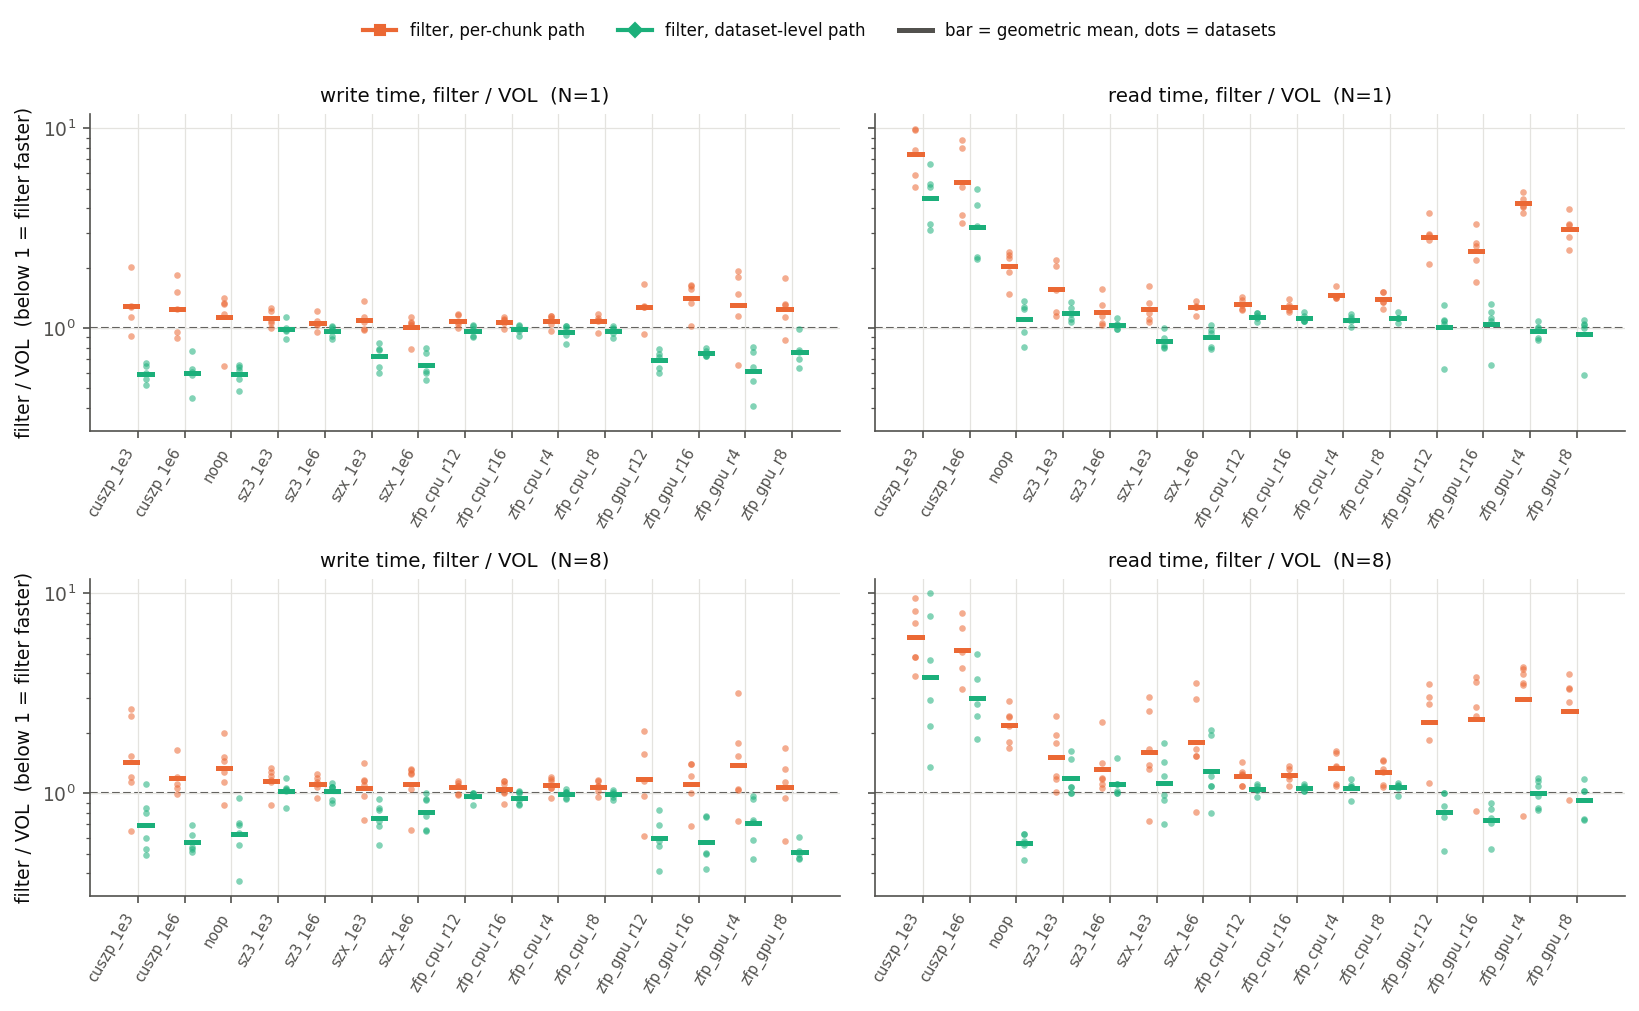 filter, per-chunk path
filter, dataset-level path
bar = geometric mean, dots = datasets
write time, filter / VOL  (N=1)
filter / VOL  (below 1 = filter faster)
10¹
10⁰
cuszp_1e3
cuszp_1e6
noop
sz3_1e3
sz3_1e6
szx_1e3
szx_1e6
zfp_cpu_r12
zfp_cpu_r16
zfp_cpu_r4
zfp_cpu_r8
zfp_gpu_r12
zfp_gpu_r16
zfp_gpu_r4
zfp_gpu_r8
read time, filter / VOL  (N=1)
cuszp_1e3
cuszp_1e6
noop
sz3_1e3
sz3_1e6
szx_1e3
szx_1e6
zfp_cpu_r12
zfp_cpu_r16
zfp_cpu_r4
zfp_cpu_r8
zfp_gpu_r12
zfp_gpu_r16
zfp_gpu_r4
zfp_gpu_r8
write time, filter / VOL  (N=8)
filter / VOL  (below 1 = filter faster)
10¹
10⁰
cuszp_1e3
cuszp_1e6
noop
sz3_1e3
sz3_1e6
szx_1e3
szx_1e6
zfp_cpu_r12
zfp_cpu_r16
zfp_cpu_r4
zfp_cpu_r8
zfp_gpu_r12
zfp_gpu_r16
zfp_gpu_r4
zfp_gpu_r8
read time, filter / VOL  (N=8)
cuszp_1e3
cuszp_1e6
noop
sz3_1e3
sz3_1e6
szx_1e3
szx_1e6
zfp_cpu_r12
zfp_cpu_r16
zfp_cpu_r4
zfp_cpu_r8
zfp_gpu_r12
zfp_gpu_r16
zfp_gpu_r4
zfp_gpu_r8